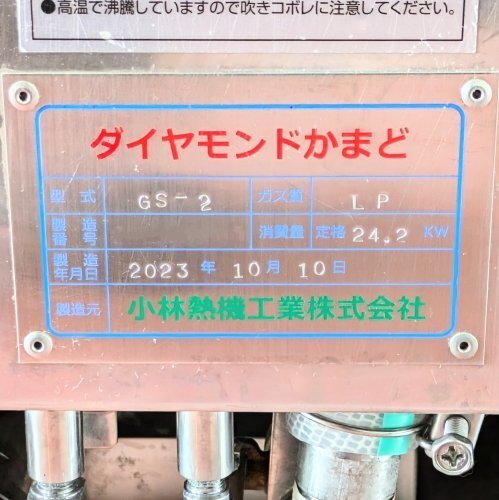 ●高温で沸騰していますので吹きコボレに注意してください。
ダイヤモンドかまど
型式 GS-2 ガス種 LP
製造番号 消費量 定格 24.2 KW
製造年月日 2023 年 10 月 10 日
製造元 小林熱機工業株式会社